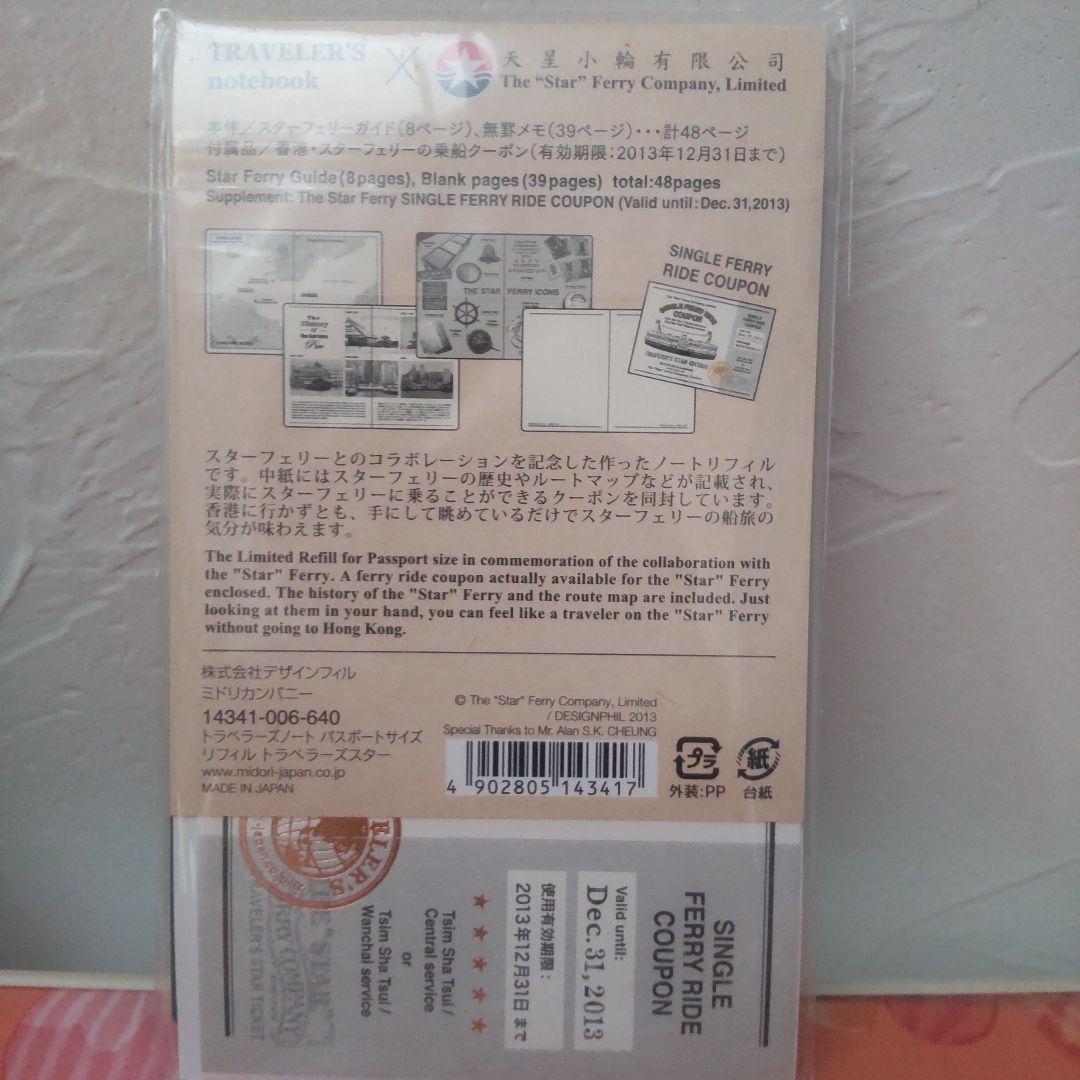 TRAVELER'S
notebook
×
天星小輪有限公司
The "Star" Ferry Company, Limited
本体/スターフェリーガイド(8ページ)、無罫メモ(39ページ)・・・計48ページ
付属品/香港・スターフェリーの乗船クーポン(有効期限:2013年12月31日まで)
Star Ferry Guide(8pages), Blank pages(39pages) total:48pages
Supplement: The Star Ferry SINGLE FERRY RIDE COUPON (Valid until:Dec.31,2013)
THE STAR FERRY ICONS
The
History
of
The Star Ferry
Pier
SINGLE FERRY
RIDE COUPON
SINGLE FERRY RIDE
COUPON
TRAVELER'S STAR EDITION
スターフェリーとのコラボレーションを記念した作ったノートリフィル
です。中紙にはスターフェリーの歴史やルートマップなどが記載され、
実際にスターフェリーに乗ることができるクーポンを同封しています。
香港に行かずとも、手にして眺めているだけでスターフェリーの船旅の
気分が味わえます。
The Limited Refill for Passport size in commemoration of the collaboration with
the "Star" Ferry. A ferry ride coupon actually available for the "Star" Ferry
enclosed. The history of the "Star" Ferry and the route map are included. Just
looking at them in your hand, you can feel like a traveler on the "Star" Ferry
without going to Hong Kong.
株式会社デザインフィル
ミドリカンパニー
14341-006-640
トラベラーズノート パスポートサイズ
リフィル トラベラーズスター
www.midori-japan.co.jp
MADE IN JAPAN
© The "Star" Ferry Company, Limited
/ DESIGNPHIL 2013
Special Thanks to Mr. Alan S.K. CHEUNG
4 902805 143417
プラ
外装:PP
紙
台紙
SINGLE
FERRY RIDE
COUPON
Valid until:
Dec.31,2013
使用有効期限:
2013年12月31日 まで
★ ★ ★ ★ ★
Tsim Sha Tsui /
Central service
or
Tsim Sha Tsui /
Wanchai service
THE "STAR"
FERRY COMPANY
TRAVELER'S STAR TICKET